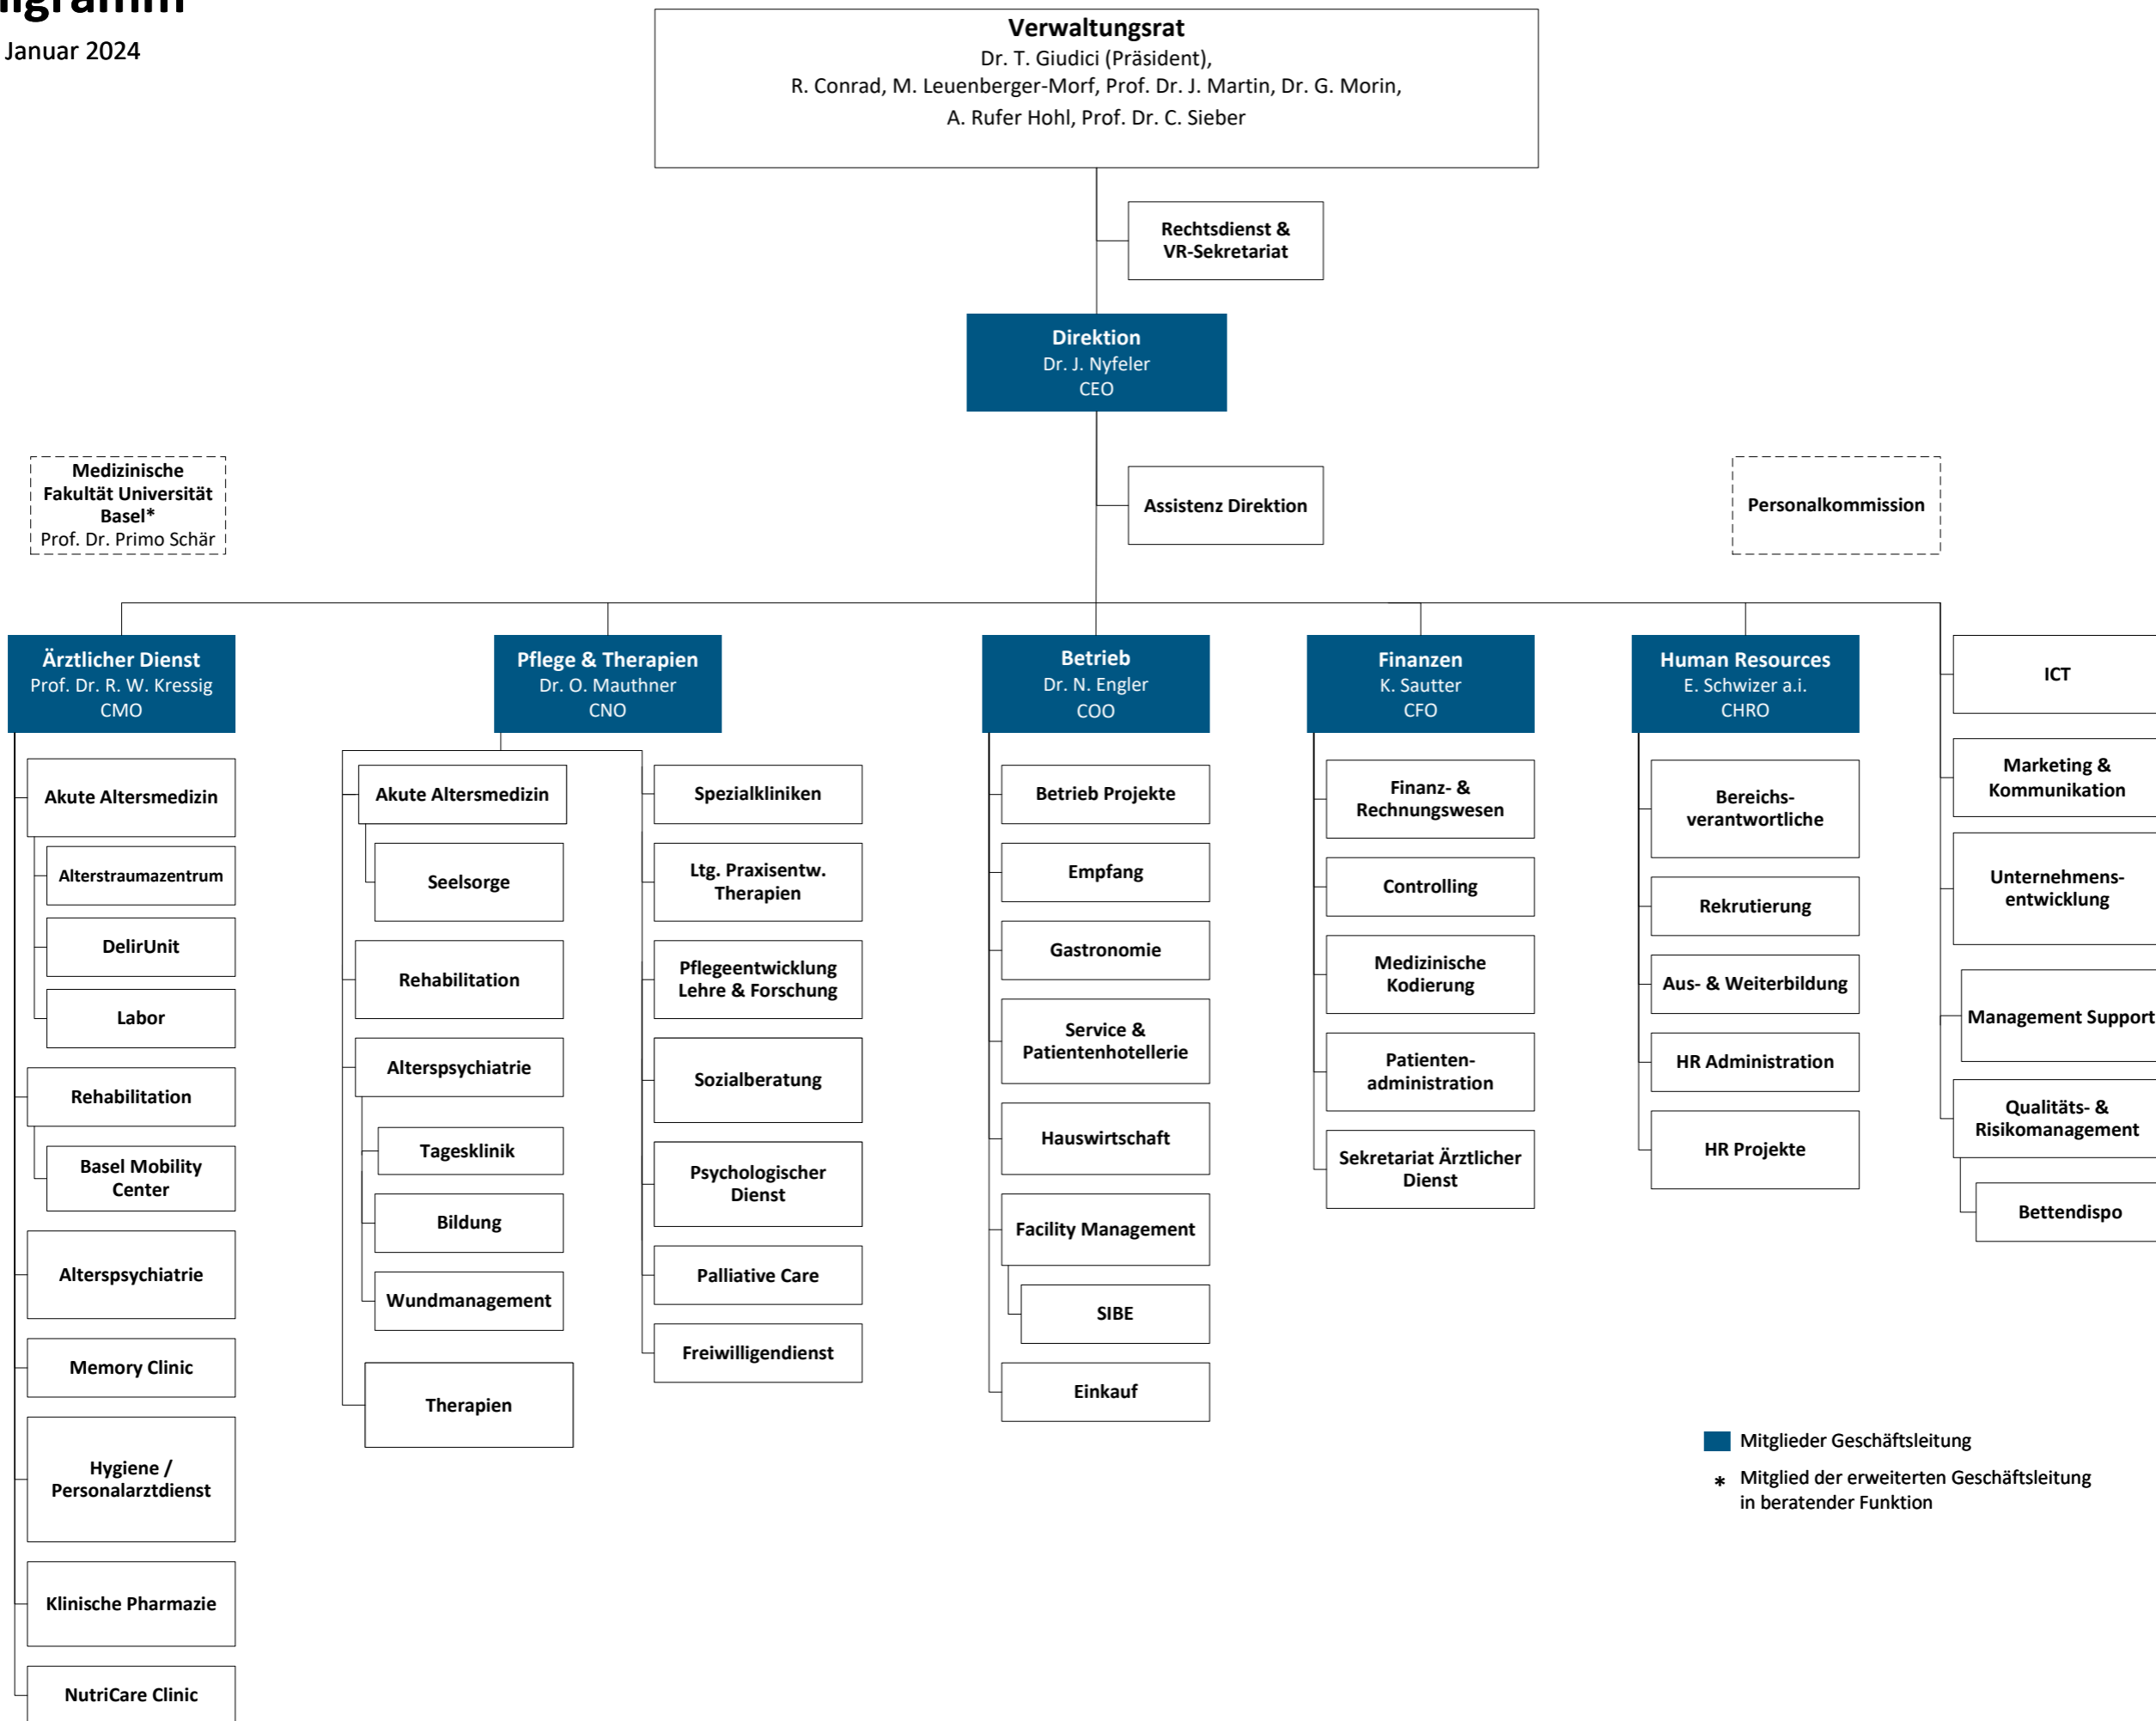 Januar 2024
Verwaltungsrat
Dr. T. Giudici (Präsident),
R. Conrad, M. Leuenberger-Morf, Prof. Dr. J. Martin, Dr. G. Morin,
A. Rufer Hohl, Prof. Dr. C. Sieber
Rechtsdienst &
VR-Sekretariat
Direktion
Dr. J. Nyfeler
CEO
Medizinische
Fakultät Universität
Basel*
Prof. Dr. Primo Schär
Assistenz Direktion
Personalkommission
Ärztlicher Dienst
Prof. Dr. R. W. Kressig
CMO
Akute Altersmedizin
Alterstraumazentrum
DelirUnit
Labor
Rehabilitation
Basel Mobility
Center
Alterspsychiatrie
Memory Clinic
Hygiene /
Personalarztdienst
Klinische Pharmazie
NutriCare Clinic
Pflege & Therapien
Dr. O. Mauthner
CNO
Akute Altersmedizin
Seelsorge
Rehabilitation
Alterspsychiatrie
Tagesklinik
Bildung
Wundmanagement
Therapien
Spezialkliniken
Ltg. Praxisentw.
Therapien
Pflegeentwicklung
Lehre & Forschung
Sozialberatung
Psychologischer
Dienst
Palliative Care
Freiwilligendienst
Betrieb
Dr. N. Engler
COO
Betrieb Projekte
Empfang
Gastronomie
Service &
Patientenhotellerie
Hauswirtschaft
Facility Management
SIBE
Einkauf
Finanzen
K. Sautter
CFO
Finanz- &
Rechnungswesen
Controlling
Medizinische
Kodierung
Patienten-
administration
Sekretariat Ärztlicher
Dienst
Human Resources
E. Schwizer a.i.
CHRO
Bereichs-
verantwortliche
Rekrutierung
Aus- & Weiterbildung
HR Administration
HR Projekte
ICT
Marketing &
Kommunikation
Unternehmens-
entwicklung
Management Support
Qualitäts- &
Risikomanagement
Bettendispo
Mitglieder Geschäftsleitung
* Mitglied der erweiterten Geschäftsleitung
in beratender Funktion